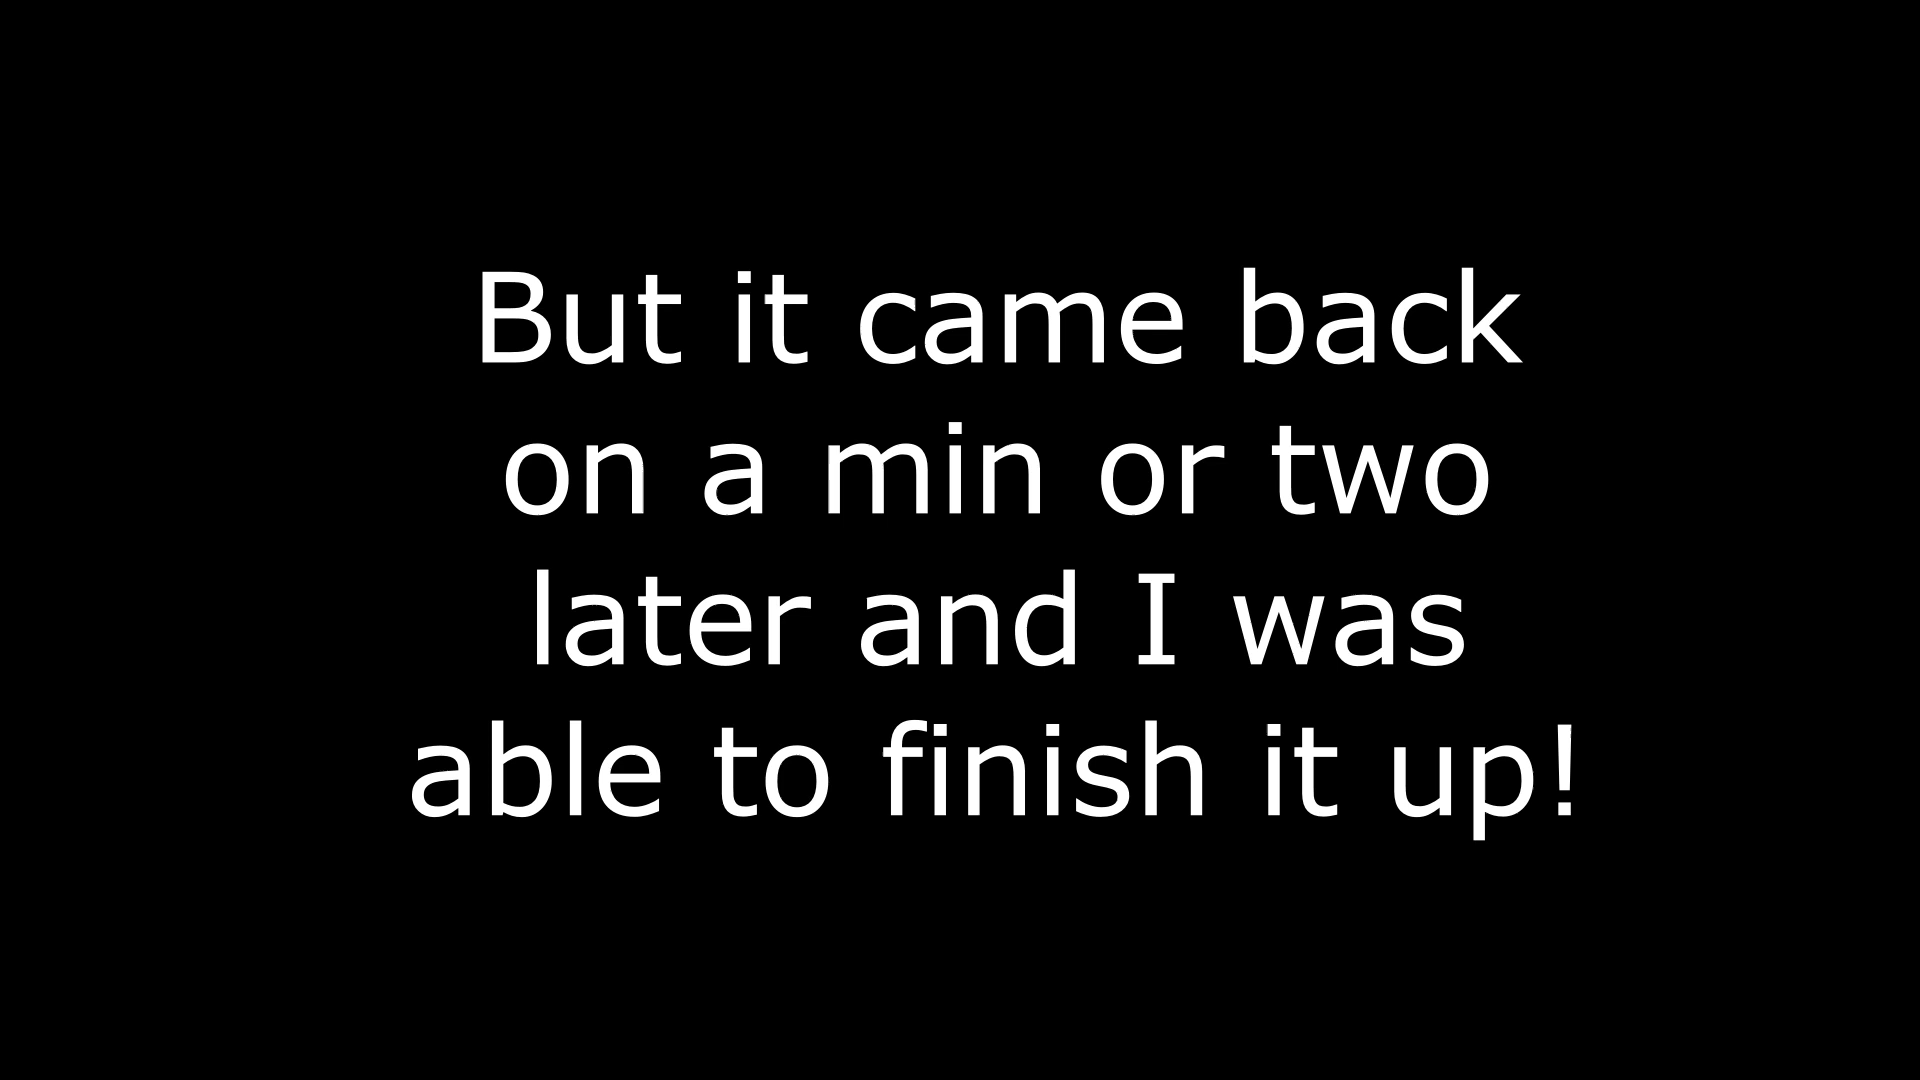 But it came back
on a min or two
later and I was
able to finish it up!